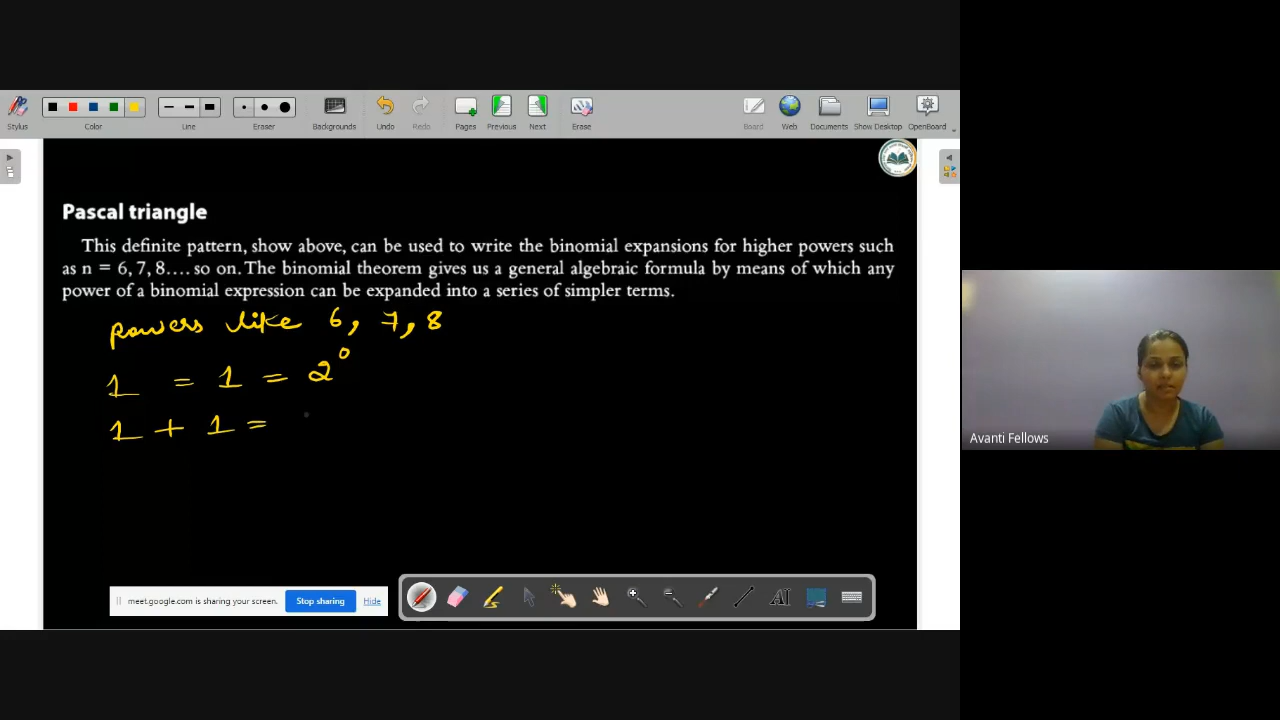 Stylus
Color
Line
Eraser
Backgrounds
Undo
Redo
Pages
Previous
Next
Erase
Board
Web
Documents
Show Desktop
OpenBoard
Pascal triangle
This definite pattern, show above, can be used to write the binomial expansions for higher powers such
as n = 6, 7, 8.... so on. The binomial theorem gives us a general algebraic formula by means of which any
power of a binomial expression can be expanded into a series of simpler terms.
powers like 6, 7, 8
1 = 1 = 2⁰
1 + 1 =
Avanti Fellows
meet.google.com is sharing your screen.
Stop sharing
Hide
AI